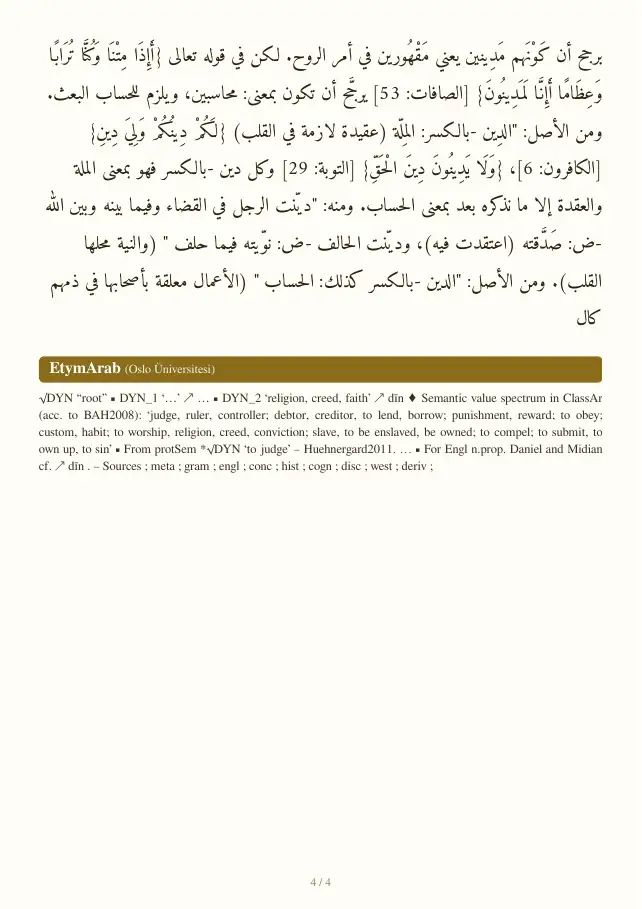 يرجح أن كَوْنَهَم مَدِينين يعني مَقْهُورين في أمر الروح. لكن في قوله تعالى {أَإِذَا مِتْنَا وَكُنَّا تُرَابًا
وَعِظَامًا أَإِنَّا لَمَدِينُونَ} [الصافات: 53] يرجَّح أن تكون بمعنى: محاسبين، ويلزم للحساب البعث.
ومن الأصل: "الدِين -بالكسر: المِلّة (عقيدة لازمة في القلب) {لَكُمْ دِينُكُمْ وَلِيَ دِينِ}
[الكافرون: 6]، {وَلَا يَدِينُونَ دِينَ الْحَقِّ} [التوبة: 29] وكل دين -بالكسر فهو بمعنى الملة
والعقدة إلا ما نذكره بعد بمعنى الحساب. ومنه: "ديّنت الرجل في القضاء وفيما بينه وبين الله
-ض: صَدَّقته (اعتقدت فيه)، وديّنت الحالف -ض: نوّيته فيما حلف " (والنية محلها
القلب). ومن الأصل: "الدين -بالكسر كذلك: الحساب " (الأعمال معلقة بأصحابها في ذمهم
كال
EtymArab (Oslo Üniversitesi)
√DYN “root” ▪ DYN_1 ‘…’ ↗ … ▪ DYN_2 ‘religion, creed, faith’ ↗ dīn ♦ Semantic value spectrum in ClassAr
(acc. to BAH2008): ‘judge, ruler, controller; debtor, creditor, to lend, borrow; punishment, reward; to obey;
custom, habit; to worship, religion, creed, conviction; slave, to be enslaved, be owned; to compel; to submit, to
own up, to sin’ ▪ From protSem *√DYN ‘to judge’ – Huehnergard2011. … ▪ For Engl n.prop. Daniel and Midian
cf. ↗ dīn . – Sources ; meta ; gram ; engl ; conc ; hist ; cogn ; disc ; west ; deriv ;
4 / 4